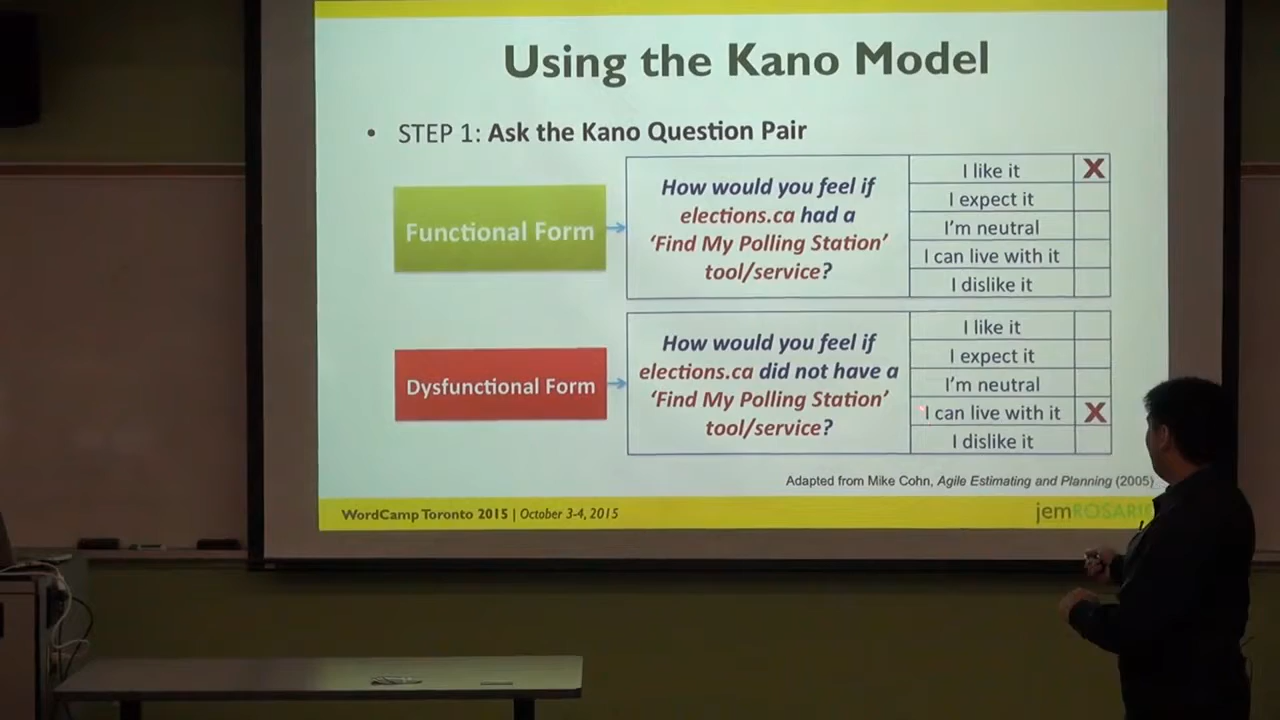 Using the Kano Model
• STEP 1: Ask the Kano Question Pair
Functional Form
How would you feel if
elections.ca had a
‘Find My Polling Station’
tool/service?
I like it X
I expect it
I’m neutral
I can live with it
I dislike it
Dysfunctional Form
How would you feel if
elections.ca did not have a
‘Find My Polling Station’
tool/service?
I like it
I expect it
I’m neutral
I can live with it X
I dislike it
Adapted from Mike Cohn, Agile Estimating and Planning (2005)
WordCamp Toronto 2015 | October 3-4, 2015
jemROSARIO